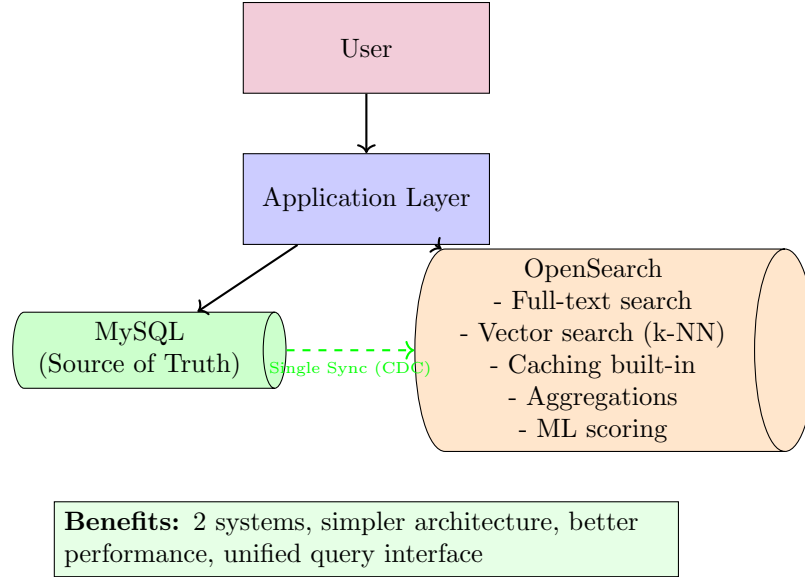 User
Application Layer
MySQL
(Source of Truth)
Single Sync (CDC)
OpenSearch
- Full-text search
- Vector search (k-NN)
- Caching built-in
- Aggregations
- ML scoring
Benefits: 2 systems, simpler architecture, better
performance, unified query interface